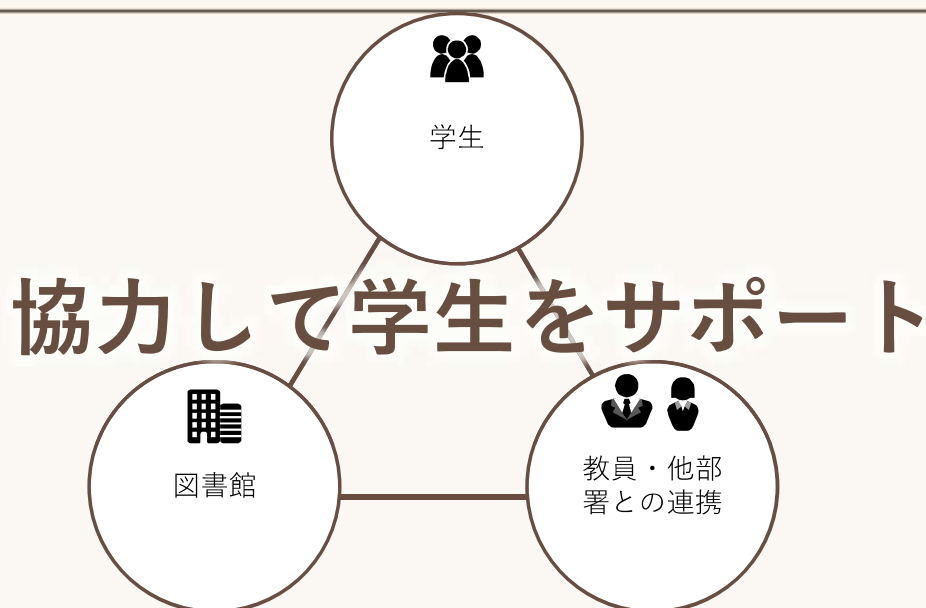 学生
協力して学生をサポート
図書館
教員・他部
署との連携